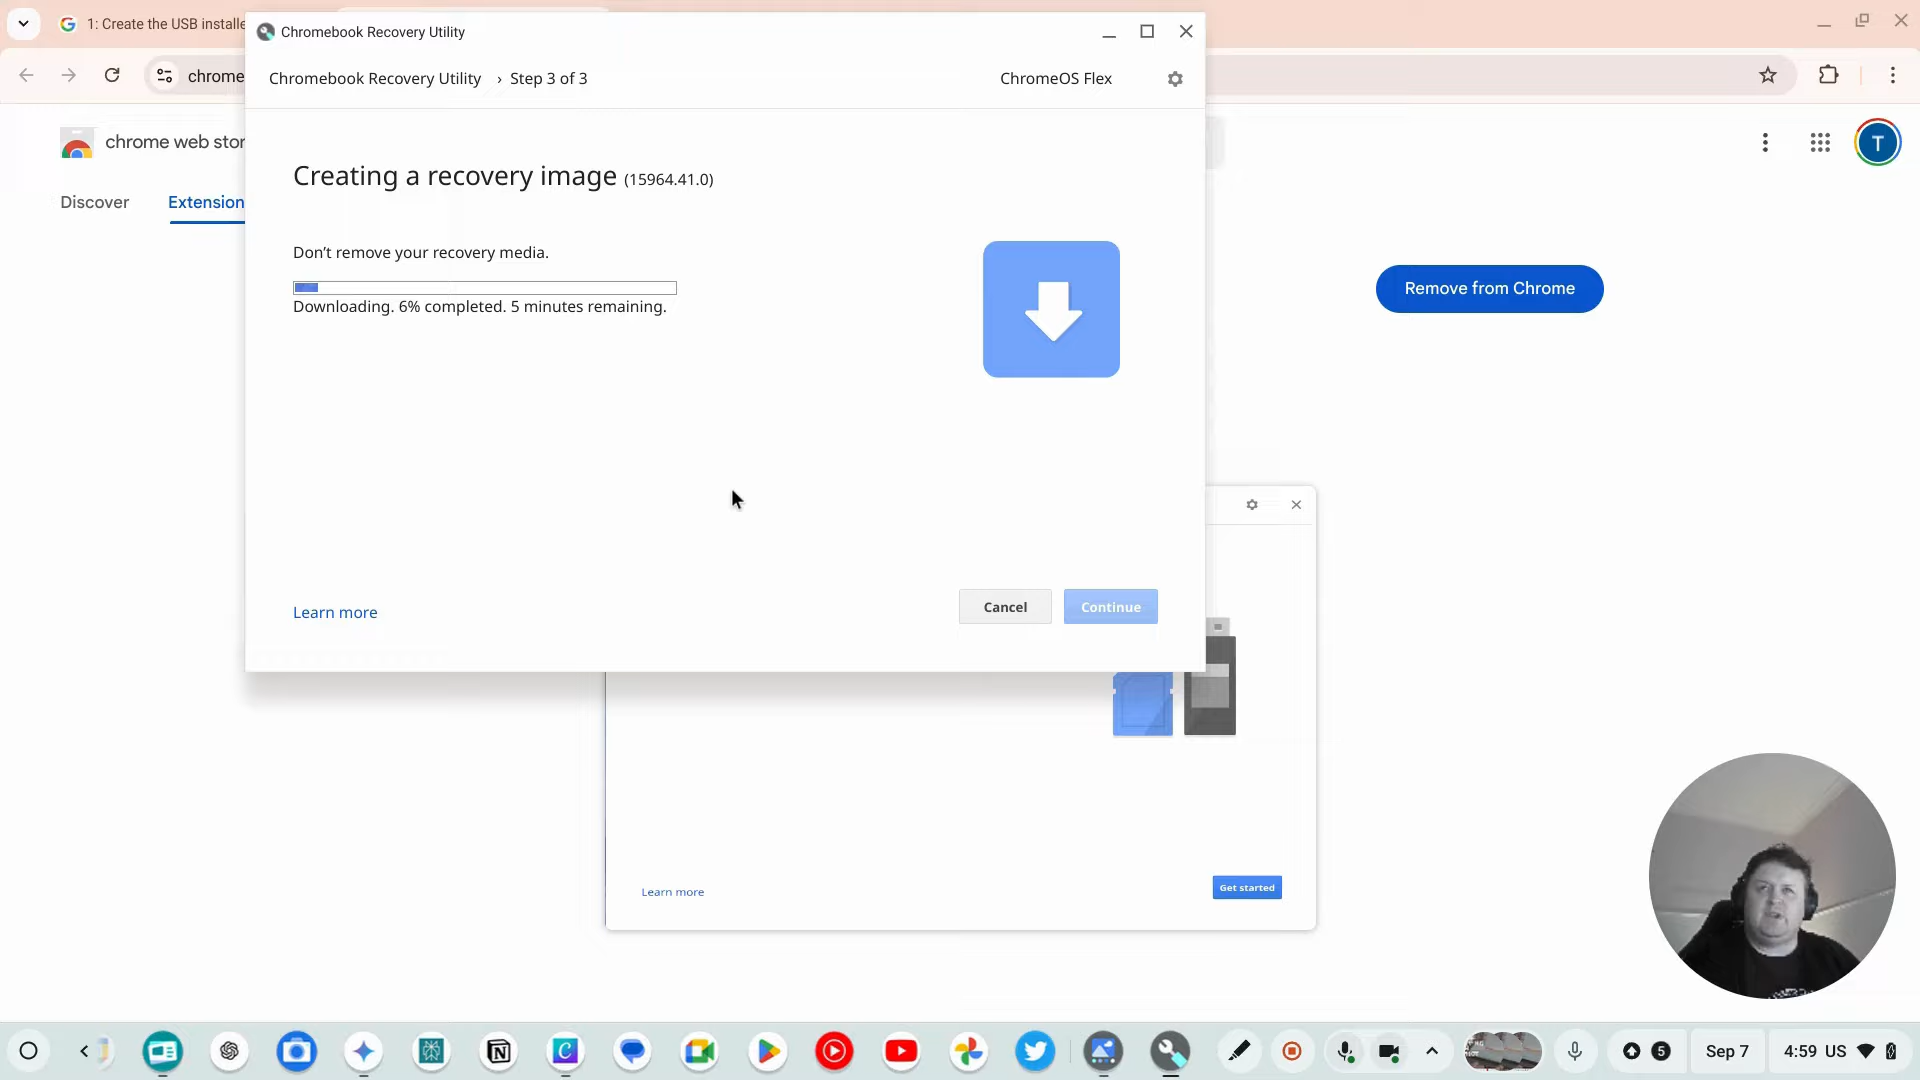 1: Create the USB installe
Chromebook Recovery Utility
chrome
Chromebook Recovery Utility › Step 3 of 3
ChromeOS Flex
chrome web stor
T
Discover
Extension
Creating a recovery image (15964.41.0)
Don’t remove your recovery media.
Downloading. 6% completed. 5 minutes remaining.
Remove from Chrome
Learn more
Cancel
Continue
Learn more
Get started
5
Sep 7
4:59 US